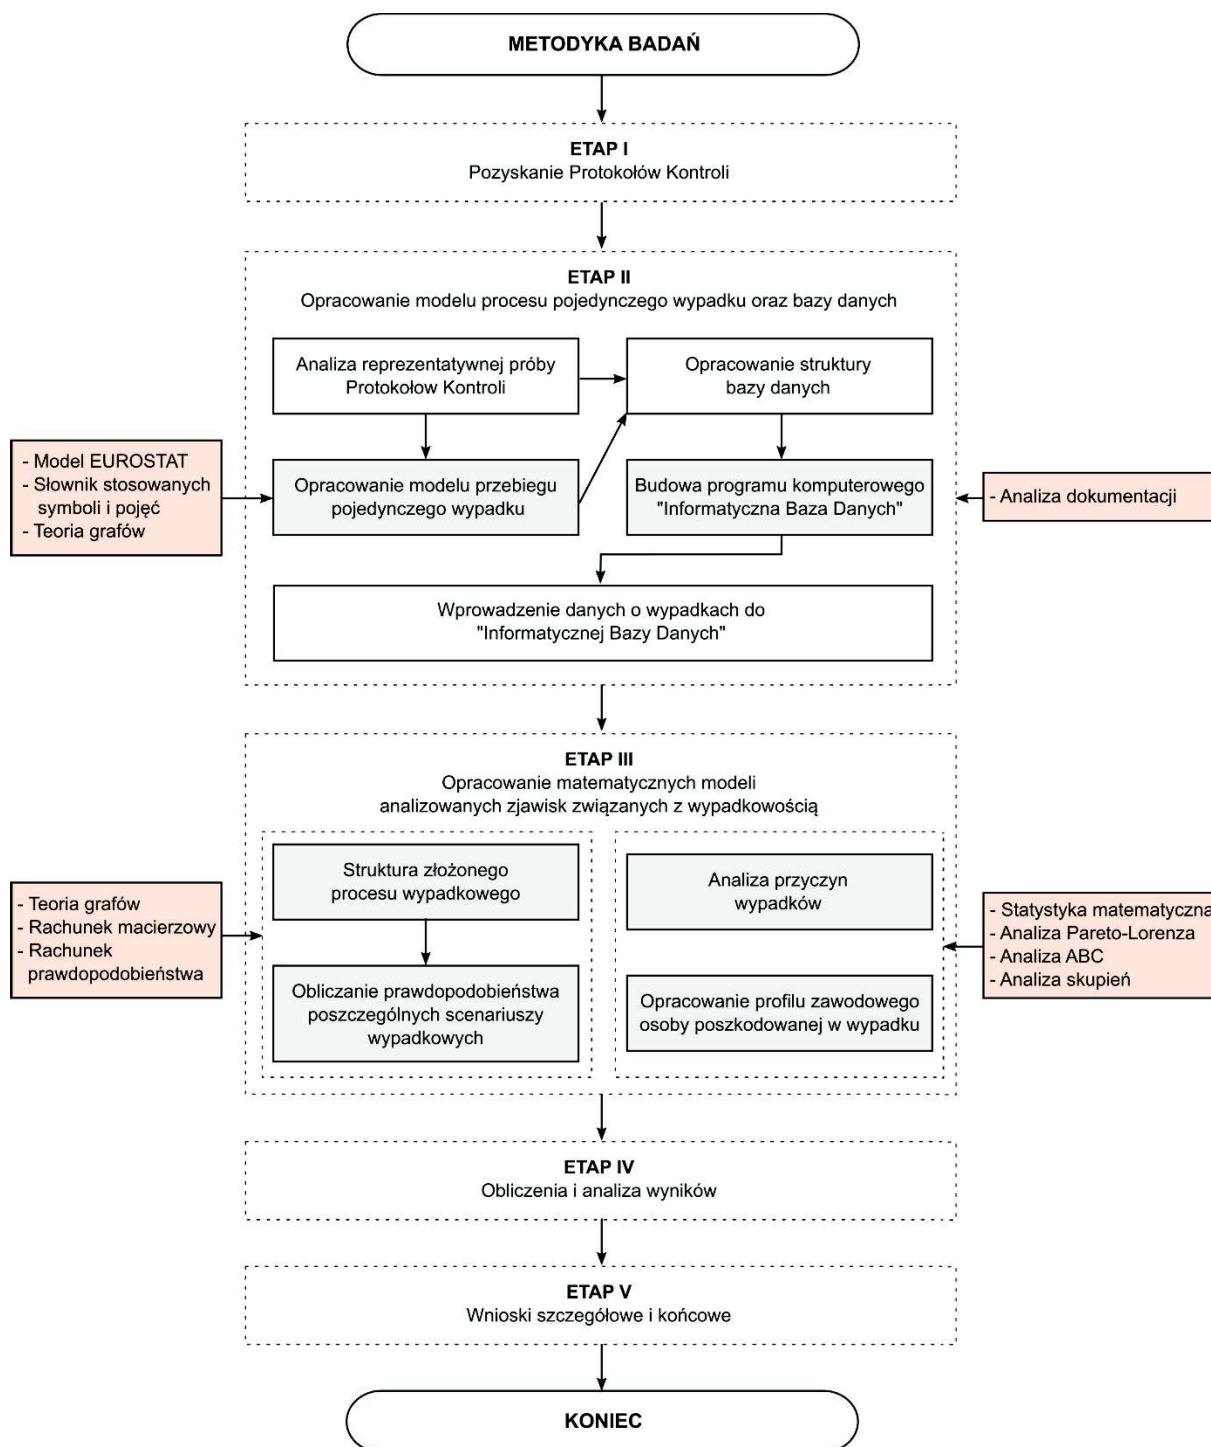 METODYKA BADAŃ
ETAP I
Pozyskanie Protokołów Kontroli
ETAP II
Opracowanie modelu procesu pojedynczego wypadku oraz bazy danych
Analiza reprezentatywnej próby
Protokołow Kontroli
Opracowanie struktury
bazy danych
- Model EUROSTAT
- Słownik stosowanych
symboli i pojęć
- Teoria grafów
Opracowanie modelu przebiegu
pojedynczego wypadku
Budowa programu komputerowego
"Informatyczna Baza Danych"
- Analiza dokumentacji
Wprowadzenie danych o wypadkach do
"Informatycznej Bazy Danych"
ETAP III
Opracowanie matematycznych modeli
analizowanych zjawisk związanych z wypadkowością
Struktura złożonego
procesu wypadkowego
Analiza przyczyn
wypadków
- Teoria grafów
- Rachunek macierzowy
- Rachunek
prawdopodobieństwa
- Statystyka matematyczna
- Analiza Pareto-Lorenza
- Analiza ABC
- Analiza skupień
Obliczanie prawdopodobieństwa
poszczególnych scenariuszy
wypadkowych
Opracowanie profilu zawodowego
osoby poszkodowanej w wypadku
ETAP IV
Obliczenia i analiza wyników
ETAP V
Wnioski szczegółowe i końcowe
KONIEC